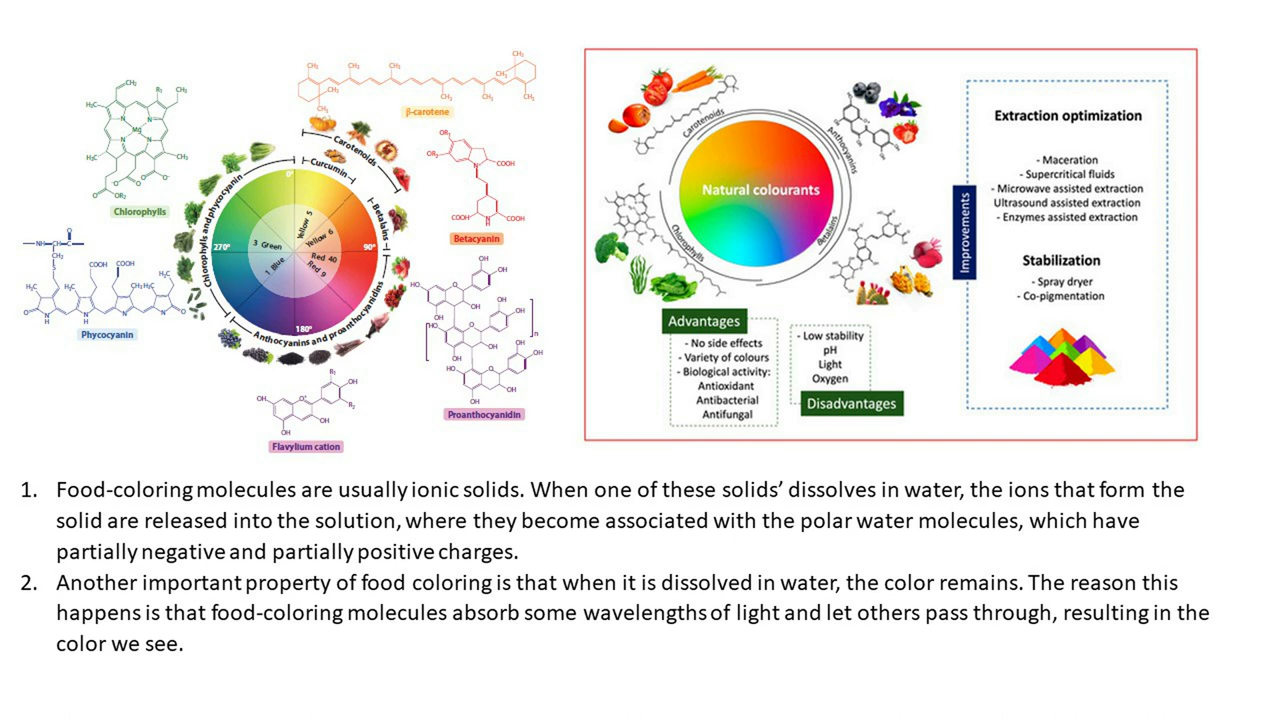 β-carotene
Chlorophylls
Betacyanin
Phycocyanin
Proanthocyanidin
Flavylium cation
Carotenoids
Curcumin
Betalains
Chlorophylls and phycocyanin
Anthocyanins and proanthocyanidins
0°
90°
180°
270°
Yellow 5
Yellow 6
Red 40
Red 9
1 Blue
3 Green
Natural colourants
Carotenoids
Anthocyanins
Chlorophylls
Betalains
Advantages
- No side effects
- Variety of colours
- Biological activity:
Antioxidant
Antibacterial
Antifungal
- Low stability
pH
Light
Oxygen
Disadvantages
Improvements
Extraction optimization
- Maceration
- Supercritical fluids
- Microwave assisted extraction
Ultrasound assisted extraction
- Enzymes assisted extraction
Stabilization
- Spray dryer
- Co-pigmentation
1. Food-coloring molecules are usually ionic solids. When one of these solids’ dissolves in water, the ions that form the
solid are released into the solution, where they become associated with the polar water molecules, which have
partially negative and partially positive charges.
2. Another important property of food coloring is that when it is dissolved in water, the color remains. The reason this
happens is that food-coloring molecules absorb some wavelengths of light and let others pass through, resulting in the
color we see.